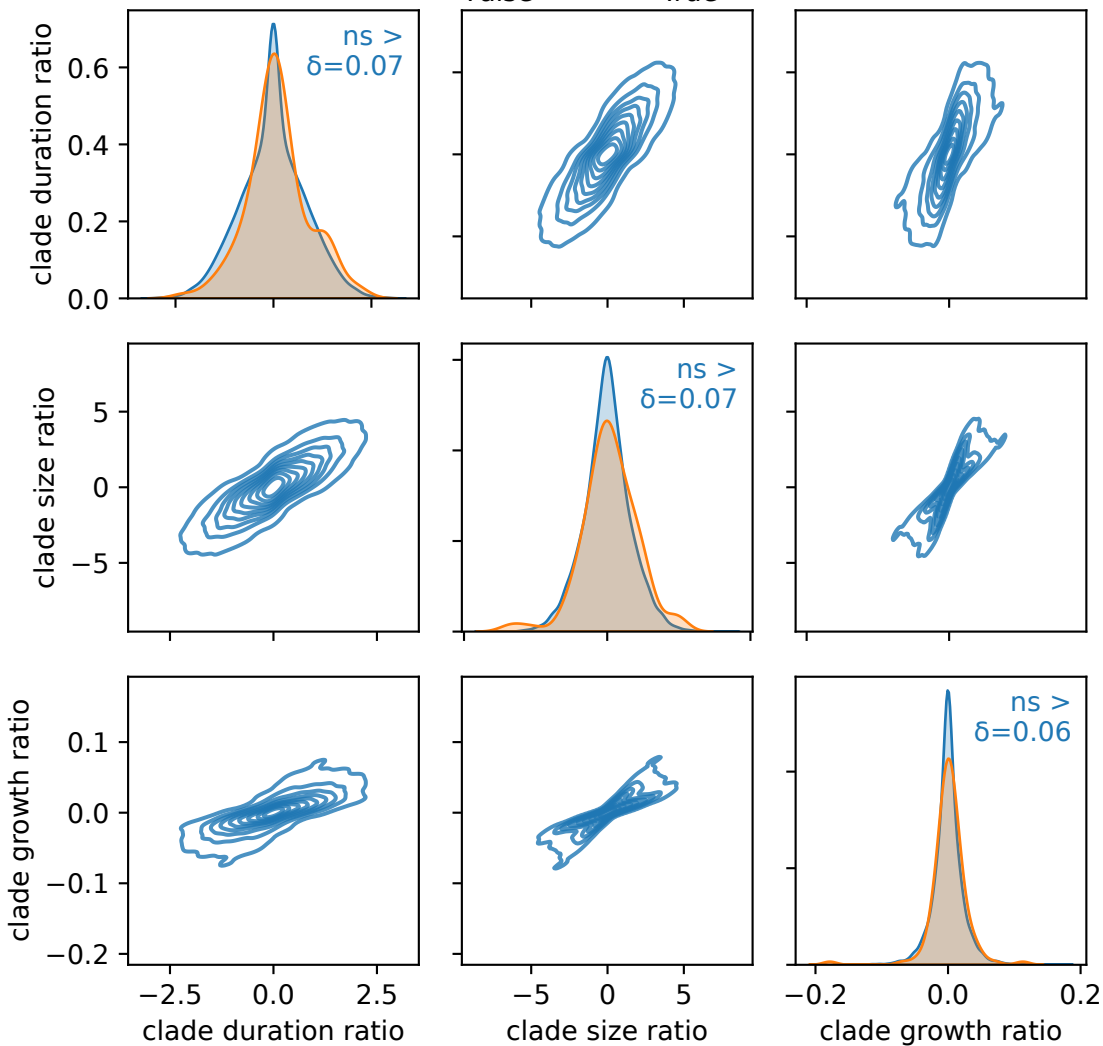 clade duration ratio
0.6
0.4
0.2
0.0
ns >
δ=0.07
clade size ratio
5
0
−5
ns >
δ=0.07
clade growth ratio
0.1
0.0
−0.1
−0.2
ns >
δ=0.06
−2.5 0.0 2.5
−5 0 5
−0.2 0.0 0.2
clade duration ratio
clade size ratio
clade growth ratio